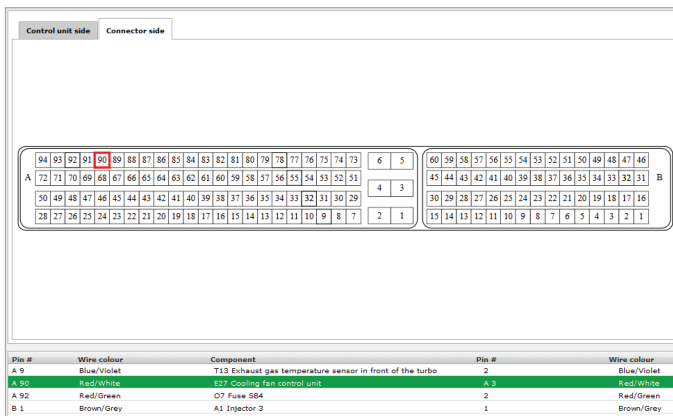 Control unit side Connector side
94 93 92 91 90 89 88 87 86 85 84 83 82 81 80 79 78 77 76 75 74 73 6 5 60 59 58 57 56 55 54 53 52 51 50 49 48 47 46
A 72 71 70 69 68 67 66 65 64 63 62 61 60 59 58 57 56 55 54 53 52 51 4 3 45 44 43 42 41 40 39 38 37 36 35 34 33 32 31 B
50 49 48 47 46 45 44 43 42 41 40 39 38 37 36 35 34 33 32 31 30 29 30 29 28 27 26 25 24 23 22 21 20 19 18 17 16
28 27 26 25 24 23 22 21 20 19 18 17 16 15 14 13 12 11 10 9 8 7 2 1 15 14 13 12 11 10 9 8 7 6 5 4 3 2 1
Pin # Wire colour Component Pin # Wire colour
A 9 Blue/Violet T13 Exhaust gas temperature sensor in front of the turbo 2 Blue/Violet
A 90 Red/White E27 Cooling fan control unit A 3 Red/White
A 92 Red/Green O7 Fuse SB4 2 Red/Green
B 1 Brown/Grey A1 Injector 3 1 Brown/Grey